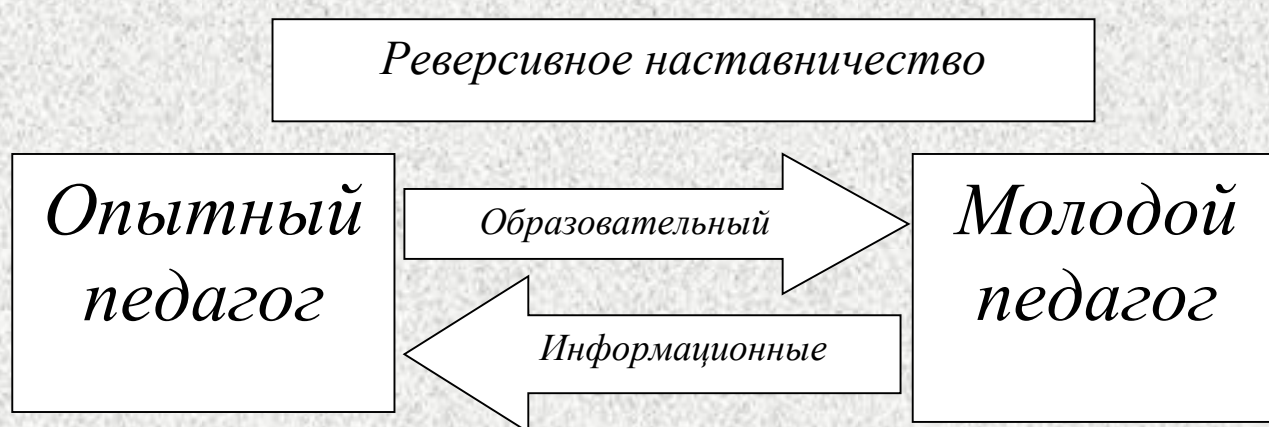 Реверсивное наставничество
Опытный
педагог
Образовательный
Молодой
педагог
Информационные